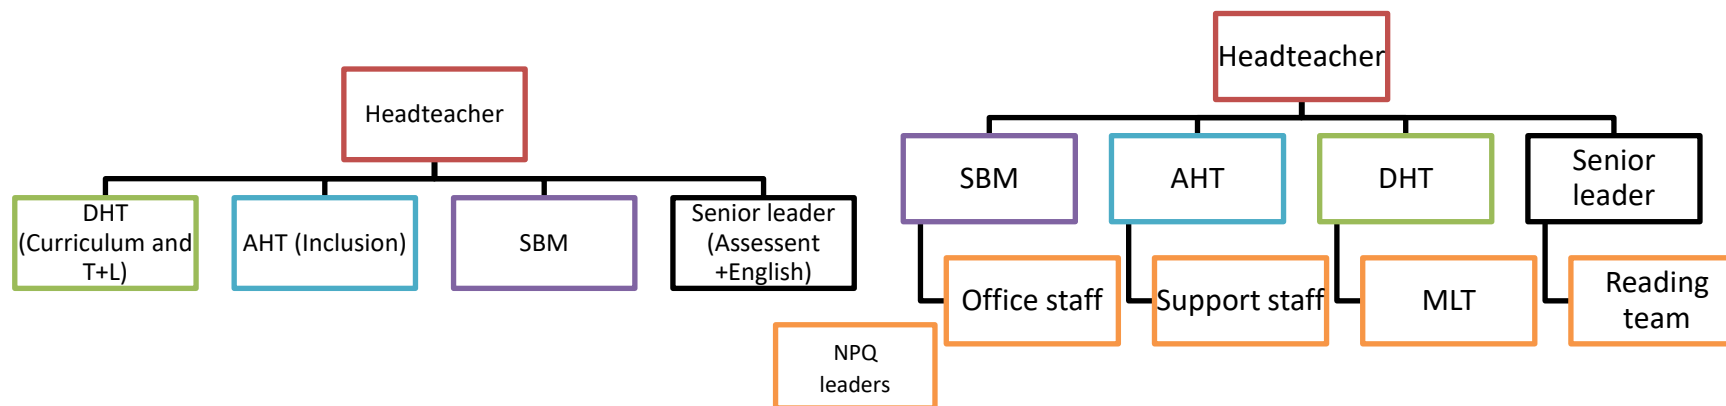 Headteacher
DHT
(Curriculum and
T+L)
AHT (Inclusion)
SBM
Senior leader
(Assessent
+English)
Headteacher
SBM
AHT
DHT
Senior
leader
Office staff
Support staff
MLT
Reading
team
NPQ
leaders